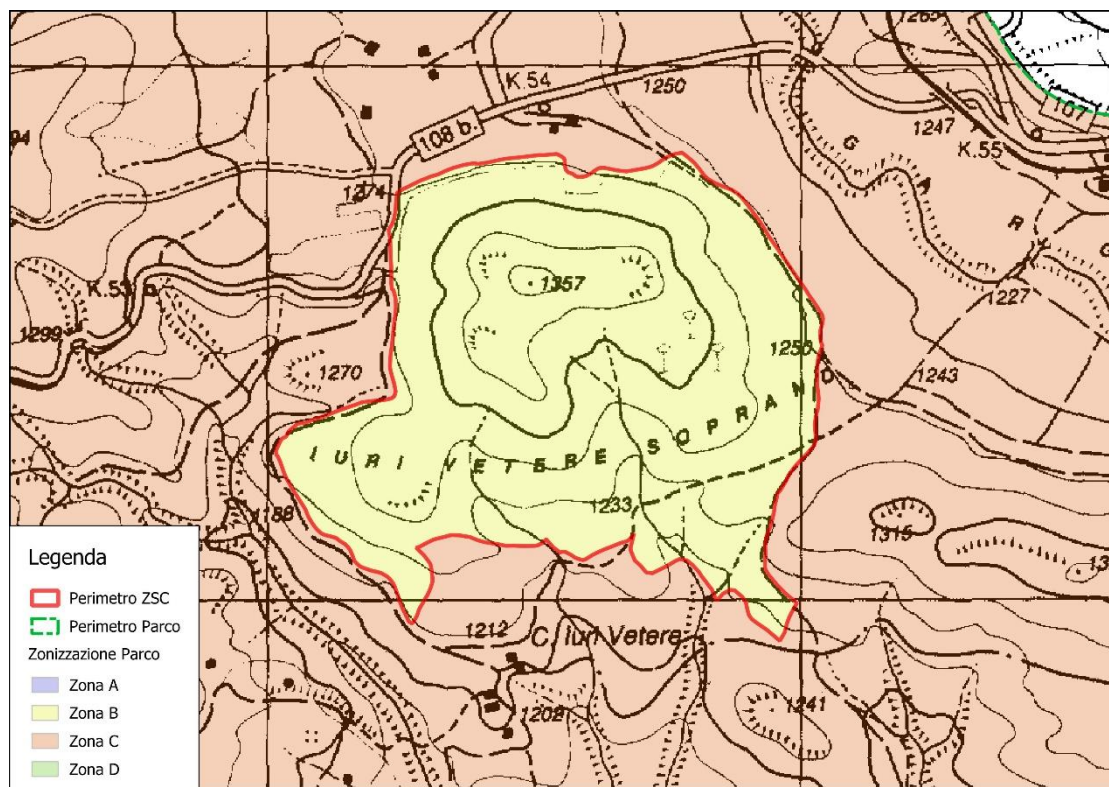 1265
K.54
1250
108 b.
1247
K.55
107
A
R
G
1274
1357
1227
K.53
1299
1270
1250
1243
IURI VETERE SOPRANO
1188
1233
1315
1212
C. Iuri Vetere
1208
1241
Legenda
Perimetro ZSC
Perimetro Parco
Zonizzazione Parco
Zona A
Zona B
Zona C
Zona D